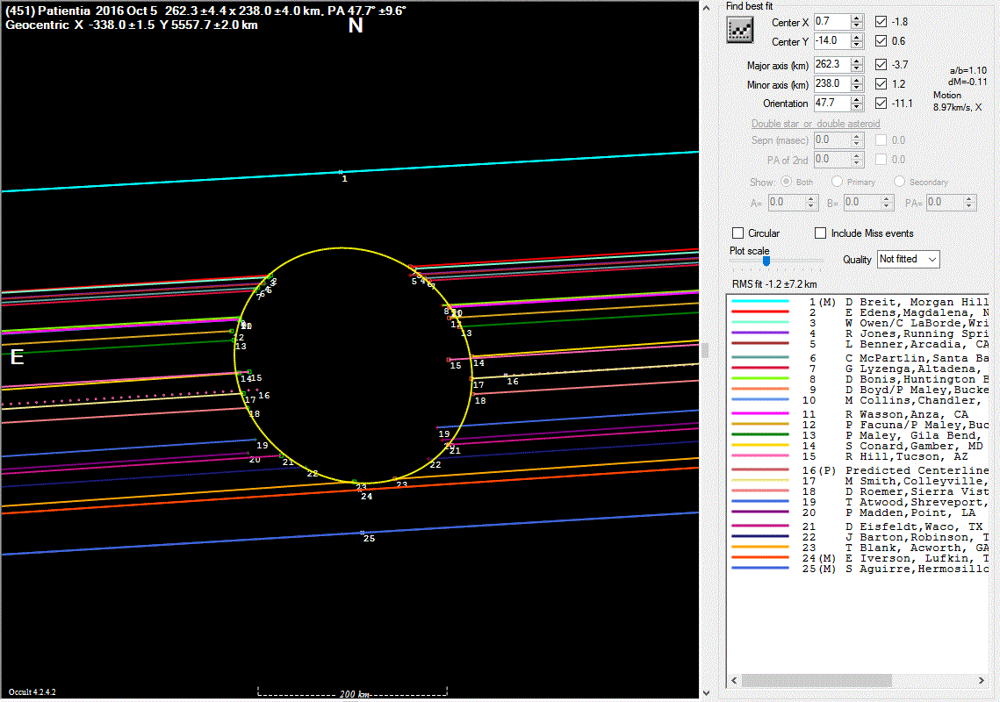 (451) Patientia 2016 Oct 5 262.3 ±4.4 x 238.0 ±4.0 km, PA 47.7° ±9.6°
Geocentric X -338.0 ±1.5 Y 5557.7 ±2.0 km
N
E
1
2
3
4
5
6
7
8
9
10
11
12
13
14
15
16
17
18
19
20
21
22
23
24
25
5
4
6
7
8
9
10
12
13
14
15
16
17
18
19
20
21
22
23
200 km
Occult 4.2.4.2
Find best fit
Center X 0.7 -1.8
Center Y -14.0 0.6
Major axis (km) 262.3 -3.7
Minor axis (km) 238.0 1.2
Orientation 47.7 -11.1
a/b=1.10
dM=-0.11
Motion
8.97km/s, X
Double star or double asteroid
Sepn (masec) 0.0 0.0
PA of 2nd 0.0 0.0
Show: Both Primary Secondary
A= 0.0 B= 0.0 PA= 0.0
Circular Include Miss events
Plot scale
Quality Not fitted
RMS fit -1.2 ±7.2 km
1(M) D Breit, Morgan Hill
2 E Edens,Magdalena, N
3 W Owen/C LaBorde,Wri
4 R Jones,Running Spri
5 L Benner,Arcadia, CA
6 C McPartlin,Santa Ba
7 G Lyzenga,Altadena,
8 D Bonis,Huntington B
9 D Boyd/P Maley,Bucke
10 M Collins,Chandler,
11 R Wasson,Anza, CA
12 P Facuna/P Maley,Buc
13 P Maley, Gila Bend,
14 S Conard,Gamber, MD
15 R Hill,Tucson, AZ
16(P) Predicted Centerline
17 M Smith,Colleyville,
18 D Roemer,Sierra Vist
19 T Atwood,Shreveport,
20 P Madden,Point, LA
21 D Eisfeldt,Waco, TX
22 J Barton,Robinson, T
23 T Blank, Acworth, GA
24(M) E Iverson, Lufkin, T
25(M) S Aguirre,Hermosillo